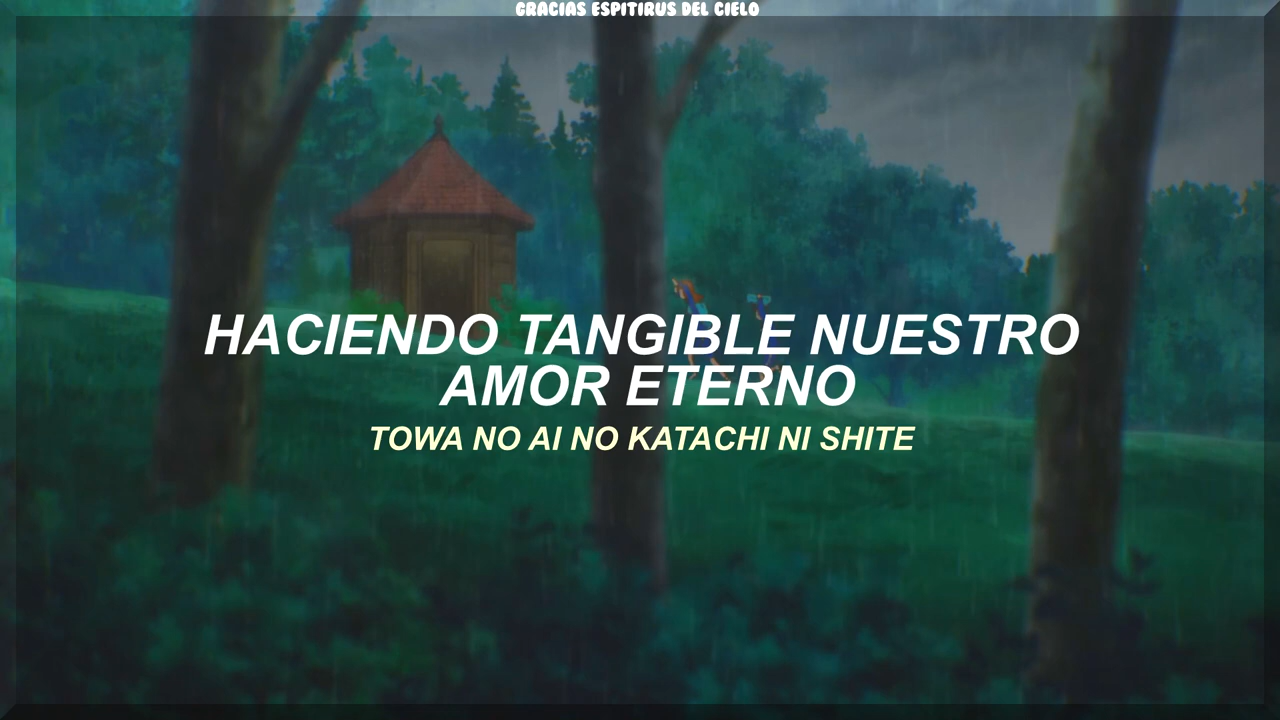 GRACIAS ESPITIRUS DEL CIELO
HACIENDO TANGIBLE NUESTRO
AMOR ETERNO
TOWA NO AI NO KATACHI NI SHITE